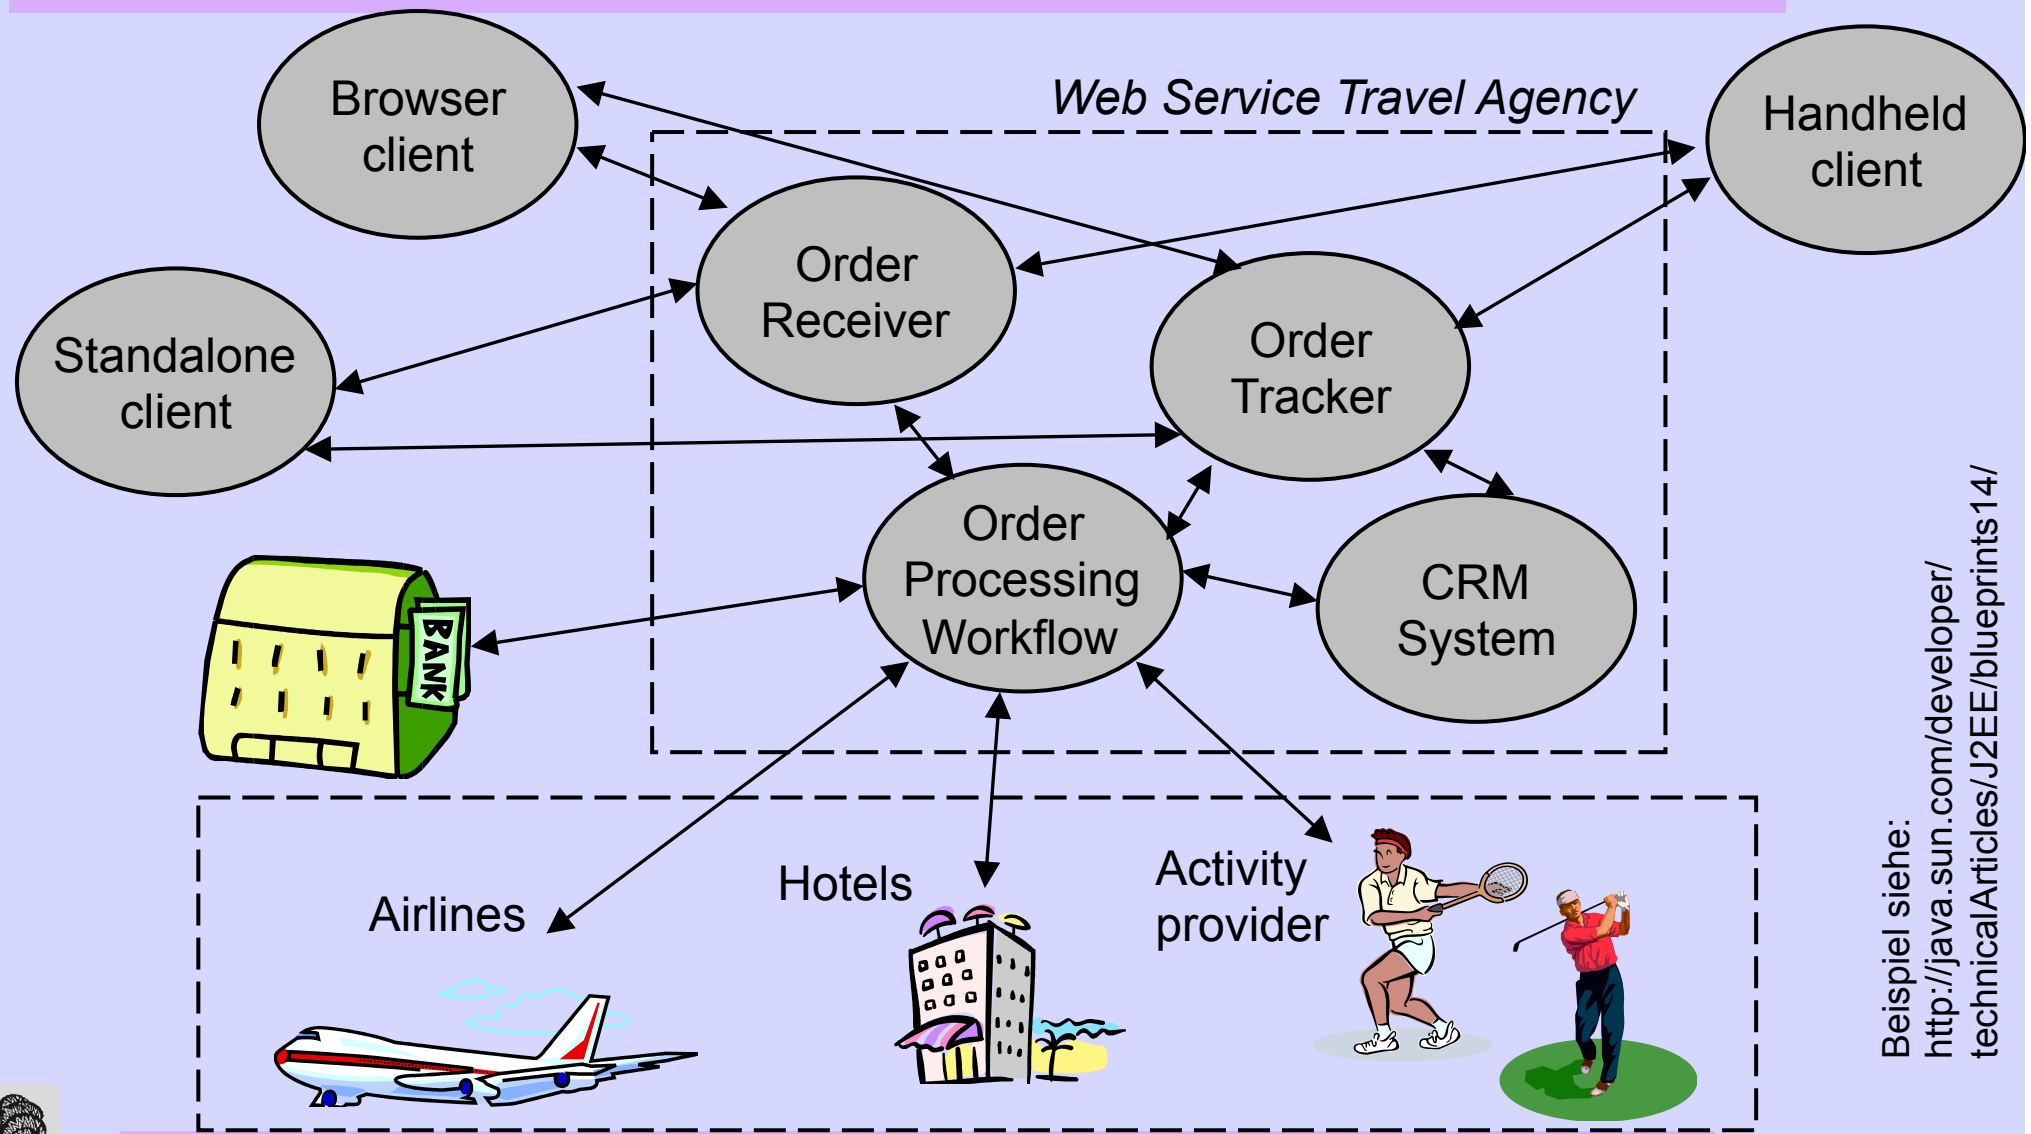 Web Service Travel Agency
Browser
client
Handheld
client
Order
Receiver
Standalone
client
Order
Tracker
Order
Processing
Workflow
CRM
System
BANK
Airlines
Hotels
Activity
provider
Beispiel siehe:
http://java.sun.com/developer/
technicalArticles/J2EE/blueprints14/